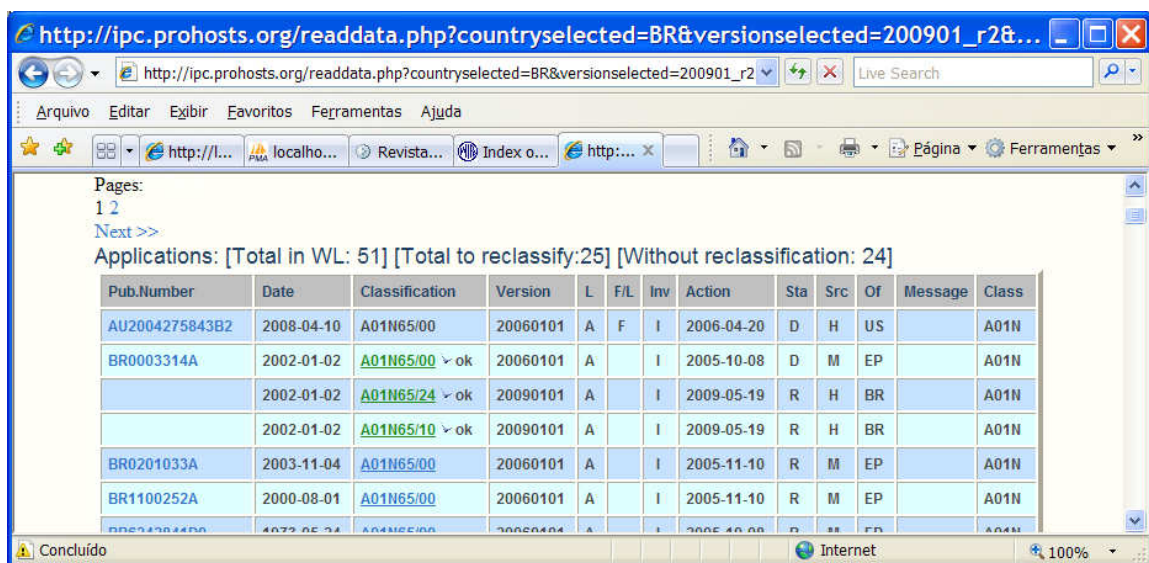 http://ipc.prohosts.org/readdata.php?countryselected=BR&versionselected=200901_r2&...
http://ipc.prohosts.org/readdata.php?countryselected=BR&versionselected=200901_r2 Live Search
Arquivo Editar Exibir Favoritos Ferramentas Ajuda
http://l... localho... Revista... Index o... http:... Página Ferramentas »
Pages:
1 2
Next >>
Applications: [Total in WL: 51] [Total to reclassify:25] [Without reclassification: 24]
Pub.Number Date Classification Version L F/L Inv Action Sta Src Of Message Class
AU2004275843B2 2008-04-10 A01N65/00 20060101 A F I 2006-04-20 D H US A01N
BR0003314A 2002-01-02 A01N65/00 ok 20060101 A I 2005-10-08 D M EP A01N
2002-01-02 A01N65/24 ok 20090101 A I 2009-05-19 R H BR A01N
2002-01-02 A01N65/10 ok 20090101 A I 2009-05-19 R H BR A01N
BR0201033A 2003-11-04 A01N65/00 20060101 A I 2005-11-10 R M EP A01N
BR1100252A 2000-08-01 A01N65/00 20060101 A I 2005-11-10 R M EP A01N
Concluído Internet 100%